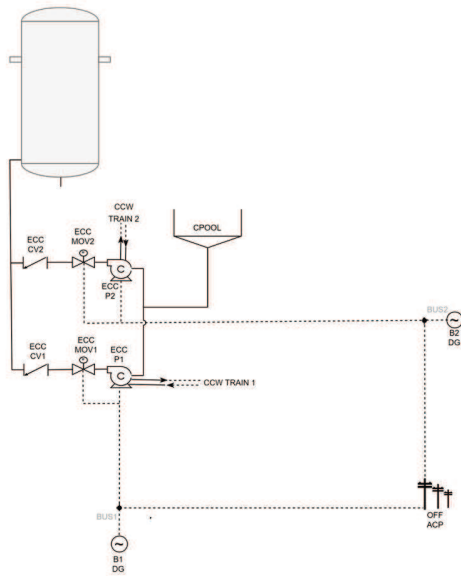 CCW
TRAIN 2
CPOOL
ECC
CV2
ECC
MOV2
C
ECC
P2
BUS2
B2
DG
ECC
CV1
ECC
MOV1
ECC
P1
C
CCW TRAIN 1
OFF
ACP
BUS1
B1
DG